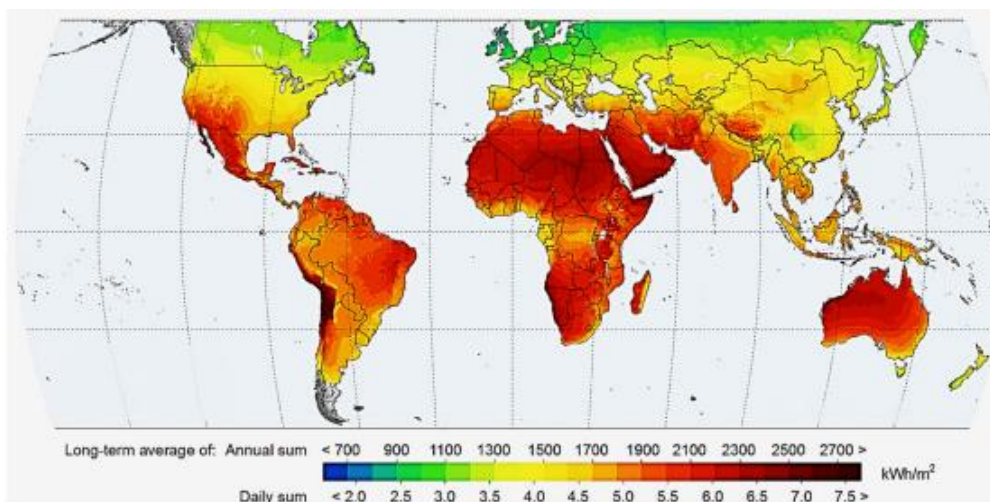 Long-term average of: Annual sum < 700 900 1100 1300 1500 1700 1900 2100 2300 2500 2700 >
kWh/m²
Daily sum < 2.0 2.5 3.0 3.5 4.0 4.5 5.0 5.5 6.0 6.5 7.0 7.5 >